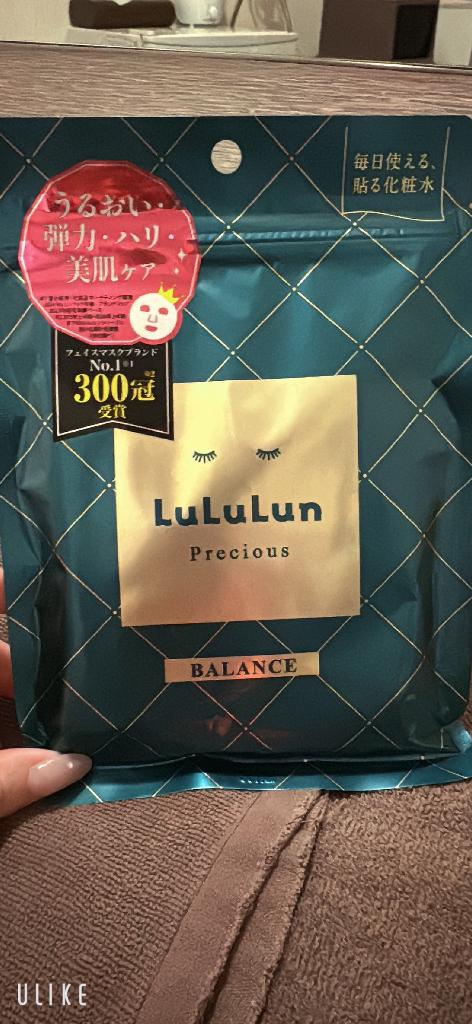 毎日使える、
貼る化粧水
うるおい・
弾力・ハリ・
美肌ケア
フェイスマスクブランド
No.1※1
300冠※2
受賞
LuLuLun
Precious
BALANCE
ULIKE